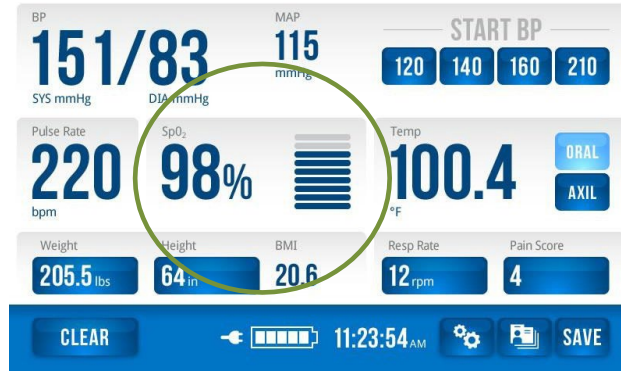 BP
151/83
SYS mmHg DIA mmHg
MAP
115
mmHg
START BP
120 140 160 210
Pulse Rate
220
bpm
Sp0₂
98%
Temp
100.4
°F
ORAL
AXIL
Weight
205.5 lbs
Height
64 in
BMI
20.6
Resp Rate
12 rpm
Pain Score
4
CLEAR
11:23:54 AM
SAVE